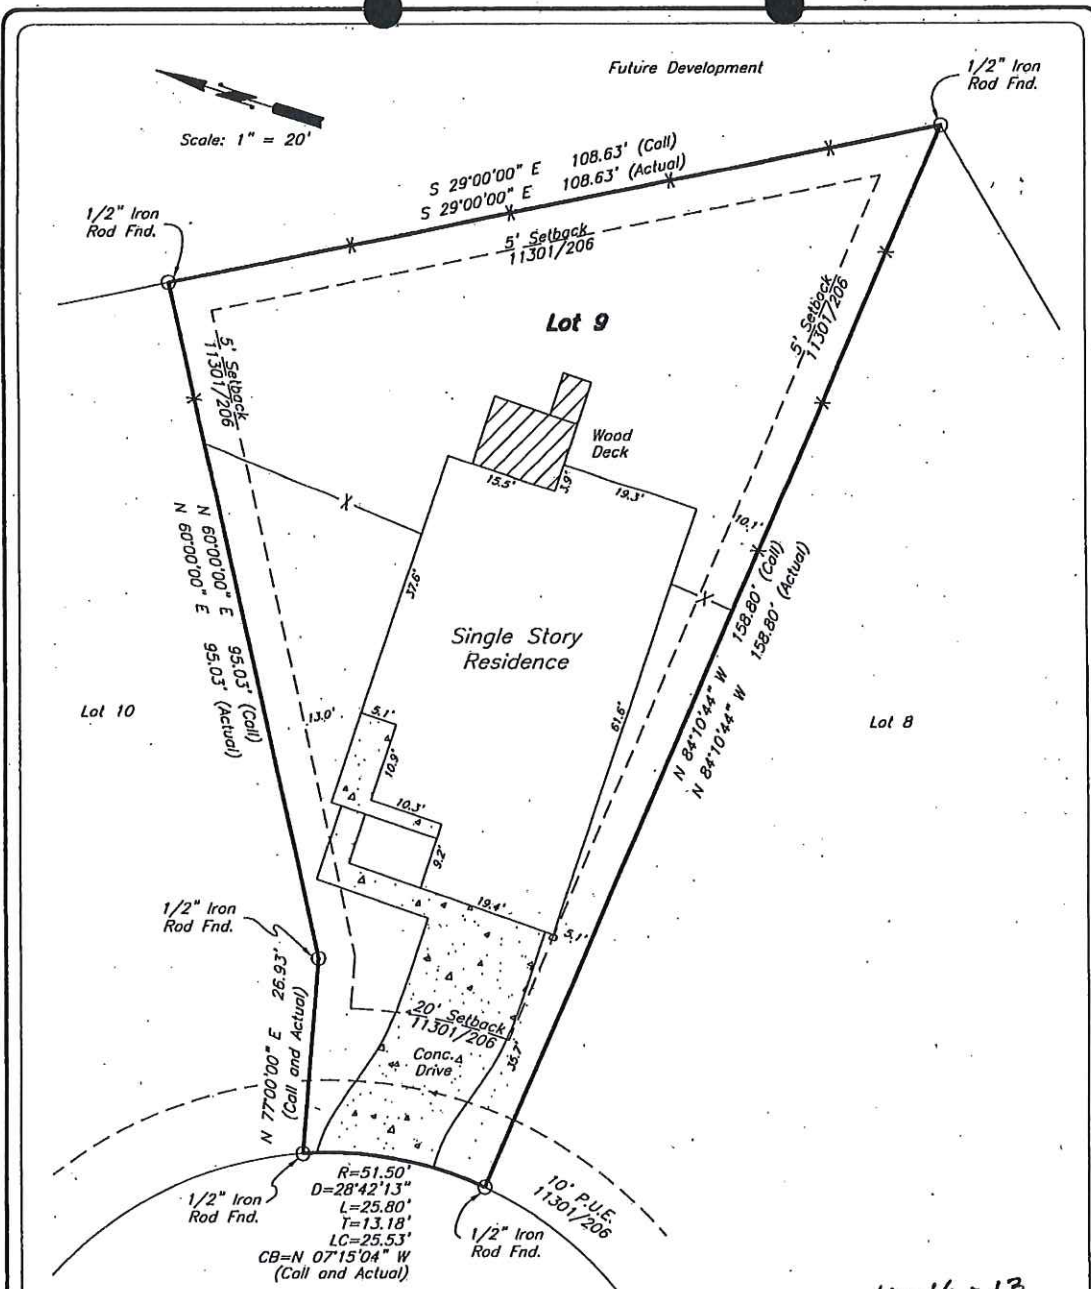 Future Development
1/2" Iron
Rod Fnd.
Scale: 1" = 20'
S 29°00'00" E 108.63' (Call)
S 29°00'00" E 108.63' (Actual)
1/2" Iron
Rod Fnd.
5' Setback
11301/206
Lot 9
5' Setback
11301/206
5' Setback
11301/206
Wood
Deck
15.5'
3.9'
19.3'
10.1'
N 60°00'00" E 95.03' (Call)
N 60°00'00" E 95.03' (Actual)
37.6'
Single Story
Residence
N 84°10'44" W 158.80' (Call)
N 84°10'44" W 158.80' (Actual)
Lot 10
13.0'
5.1'
61.6'
Lot 8
10.9'
10.3'
9.2'
1/2" Iron
Rod Fnd.
19.4'
5.1'
N 77°00'00" E 26.93'
(Call and Actual)
20' Setback
11301/206
35.7'
Conc.
Drive
1/2" Iron
Rod Fnd.
R=51.50'
D=28°42'13"
L=25.80'
T=13.18'
LC=25.53'
CB=N 07°15'04" W
(Call and Actual)
1/2" Iron
Rod Fnd.
10' P.U.E.
11301/206